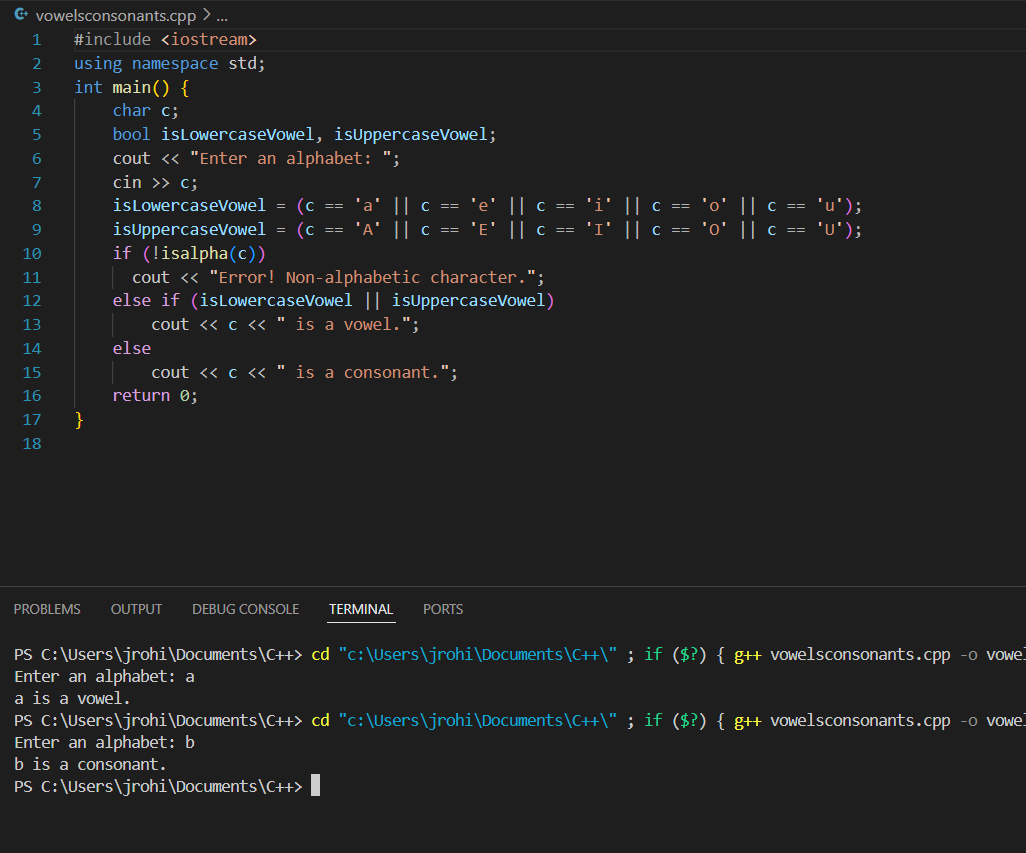 vowelsconsonants.cpp > ...
1 #include <iostream>
2 using namespace std;
3 int main() {
4     char c;
5     bool isLowercaseVowel, isUppercaseVowel;
6     cout << "Enter an alphabet: ";
7     cin >> c;
8     isLowercaseVowel = (c == 'a' || c == 'e' || c == 'i' || c == 'o' || c == 'u');
9     isUppercaseVowel = (c == 'A' || c == 'E' || c == 'I' || c == 'O' || c == 'U');
10     if (!isalpha(c))
11       cout << "Error! Non-alphabetic character.";
12     else if (isLowercaseVowel || isUppercaseVowel)
13         cout << c << " is a vowel.";
14     else
15         cout << c << " is a consonant.";
16     return 0;
17 }
18
PROBLEMS OUTPUT DEBUG CONSOLE TERMINAL PORTS
PS C:\Users\jrohi\Documents\C++> cd "c:\Users\jrohi\Documents\C++\" ; if ($?) { g++ vowelsconsonants.cpp -o vowel
Enter an alphabet: a
a is a vowel.
PS C:\Users\jrohi\Documents\C++> cd "c:\Users\jrohi\Documents\C++\" ; if ($?) { g++ vowelsconsonants.cpp -o vowel
Enter an alphabet: b
b is a consonant.
PS C:\Users\jrohi\Documents\C++>